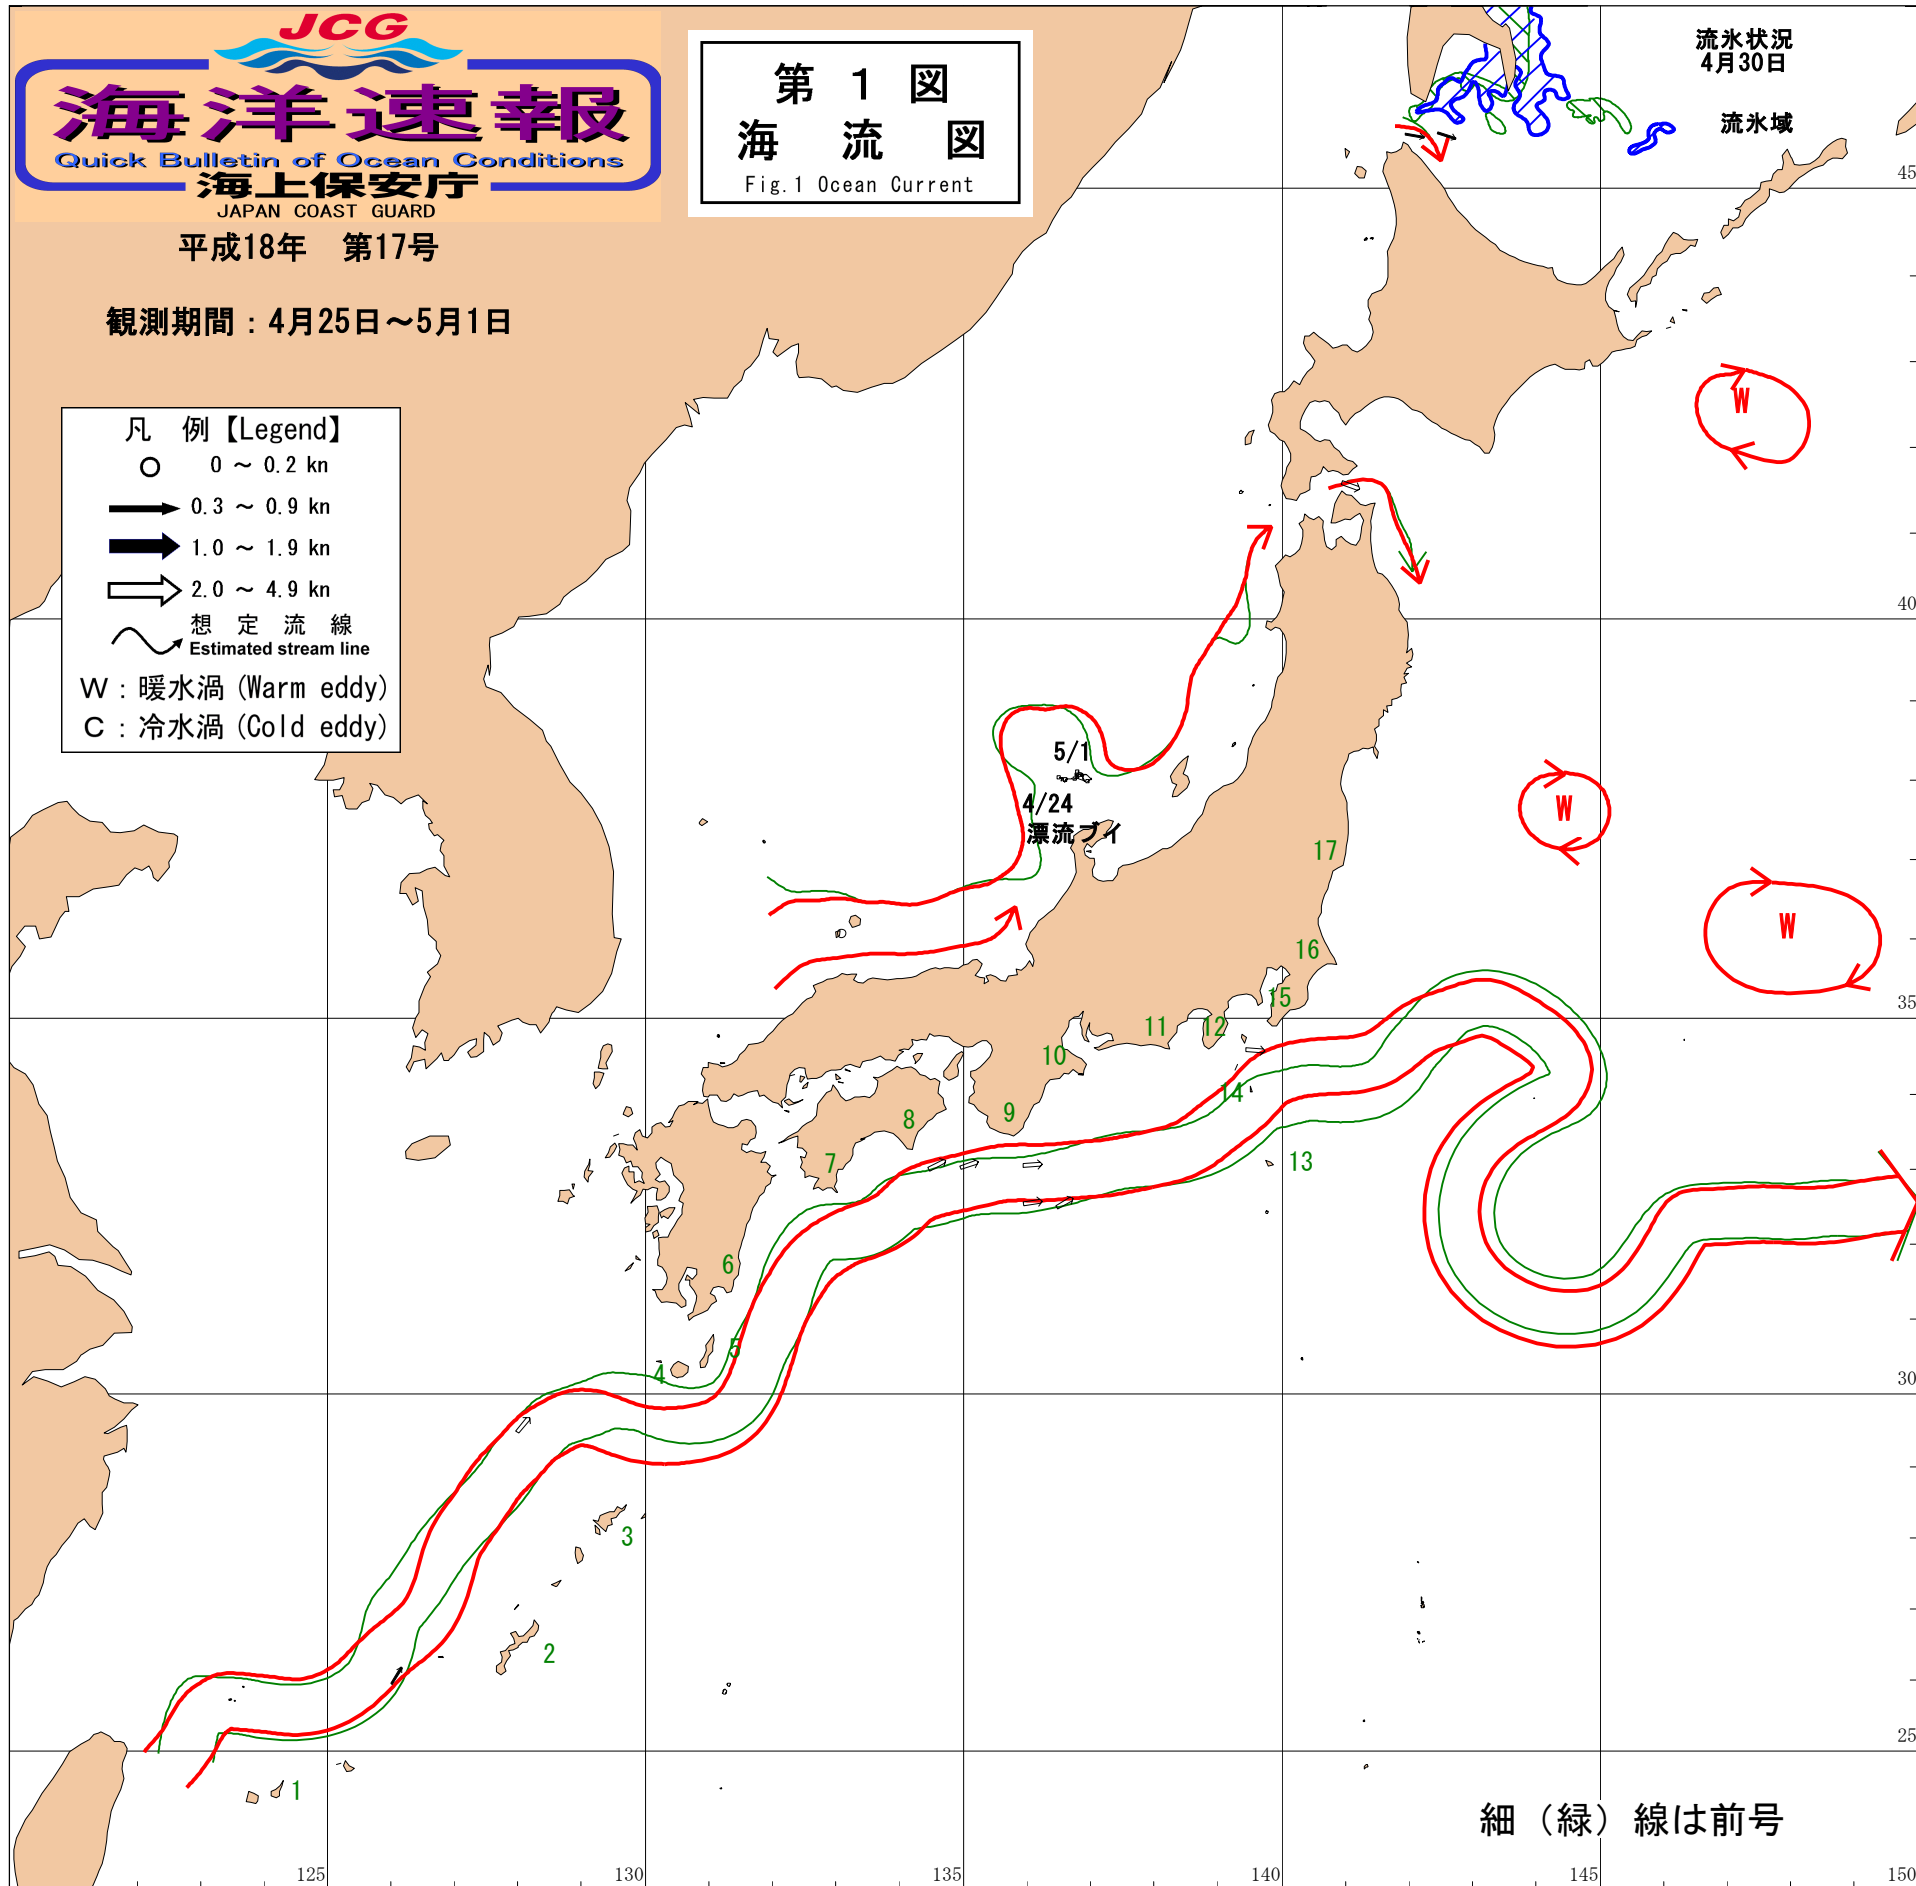 JCG
海洋速報
Quick Bulletin of Ocean Conditions
海上保安庁
JAPAN COAST GUARD
平成18年 第17号
観測期間：4月25日～5月1日
第 1 図
海 流 図
Fig.1 Ocean Current
流氷状況
4月30日
流氷域
凡 例【Legend】
0 ～ 0.2 kn
0.3 ～ 0.9 kn
1.0 ～ 1.9 kn
2.0 ～ 4.9 kn
想 定 流 線
Estimated stream line
W：暖水渦(Warm eddy)
C：冷水渦(Cold eddy)
45
W
40
5/1
4/24
漂流ブイ
W
17
W
16
15
35
11
12
10
14
9
8
7
13
6
5
4
30
3
2
25
1
細（緑）線は前号
125
130
135
140
145
150